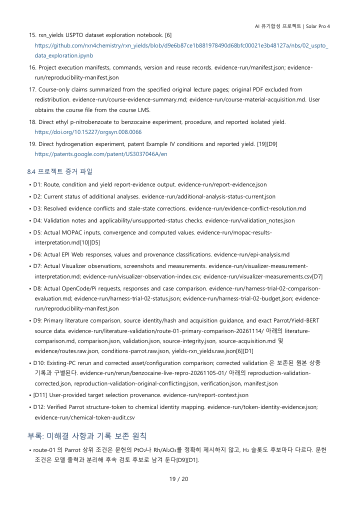 AI 유기합성 프로젝트 | Solar Pro 4
15. rxn_yields USPTO dataset exploration notebook. [6]
https://github.com/rxn4chemistry/rxn_yields/blob/d9e6b87ce1b881978490d68bfc00021e3b48127a/nbs/02_uspto_
data_exploration.ipynb
16. Project execution manifests, commands, version and reuse records. evidence-run/manifest.json; evidence-
run/reproducibility-manifest.json
17. Course-only claims summarized from the specified original lecture pages; original PDF excluded from
redistribution. evidence-run/course-evidence-summary.md; evidence-run/course-material-acquisition.md. User
obtains the course file from the course LMS.
18. Direct ethyl p-nitrobenzoate to benzocaine experiment, procedure, and reported isolated yield.
https://doi.org/10.15227/orgsyn.008.0066
19. Direct hydrogenation experiment, patent Example IV conditions and reported yield. [19][D9]
https://patents.google.com/patent/US3037046A/en
8.4 프로젝트 증거 파일
• D1: Route, condition and yield report-evidence output. evidence-run/report-evidence.json
• D2: Current status of additional analyses. evidence-run/additional-analysis-status-current.json
• D3: Resolved evidence conflicts and stale-state corrections. evidence-run/evidence-conflict-resolution.md
• D4: Validation notes and applicability/unsupported-status checks. evidence-run/validation_notes.json
• D5: Actual MOPAC inputs, convergence and computed values. evidence-run/mopac-results-
interpretation.md[10][D5]
• D6: Actual EPI Web responses, values and provenance classifications. evidence-run/epi-analysis.md
• D7: Actual Visualizer observations, screenshots and measurements. evidence-run/visualizer-measurement-
interpretation.md; evidence-run/visualizer-observation-index.csv; evidence-run/visualizer-measurements.csv[D7]
• D8: Actual OpenCode/Pi requests, responses and case comparison. evidence-run/harness-trial-02-comparison-
evaluation.md; evidence-run/harness-trial-02-status.json; evidence-run/harness-trial-02-budget.json; evidence-
run/reproducibility-manifest.json
• D9: Primary literature comparison, source identity/hash and acquisition guidance, and exact Parrot/Yield-BERT
source data. evidence-run/literature-validation/route-01-primary-comparison-20261114/ 아래의 literature-
comparison.md, comparison.json, validation.json, source-integrity.json, source-acquisition.md 및
evidence/routes.json, conditions-parrot.json, yields-rxn_yields.json[6][D1]
• D10: Existing-PC rerun and corrected asset/configuration comparison; corrected validation 은 보존된 원본 상충
기록과 구별된다. evidence-run/rerun/benzocaine-live-repro-20261105-01/ 아래의 reproduction-validation-
corrected.json, reproduction-validation-original-conflicting.json, verification.json, manifest.json
• [D11] User-provided target selection provenance. evidence-run/report-context.json
• D12: Verified Parrot structure-token to chemical identity mapping. evidence-run/token-identity-evidence.json;
evidence-run/chemical-token-audit.csv
부록: 미해결 사항과 기록 보존 원칙
• route-01 의 Parrot 상위 조건은 문헌의 PtO₂나 Rh/Al₂O₃를 정확히 제시하지 않고, H₂ 슬롯도 후보마다 다르다. 문헌
조건은 모델 출력과 분리해 후속 검토 후보로 남겨 둔다[D9][D1].
19 / 20